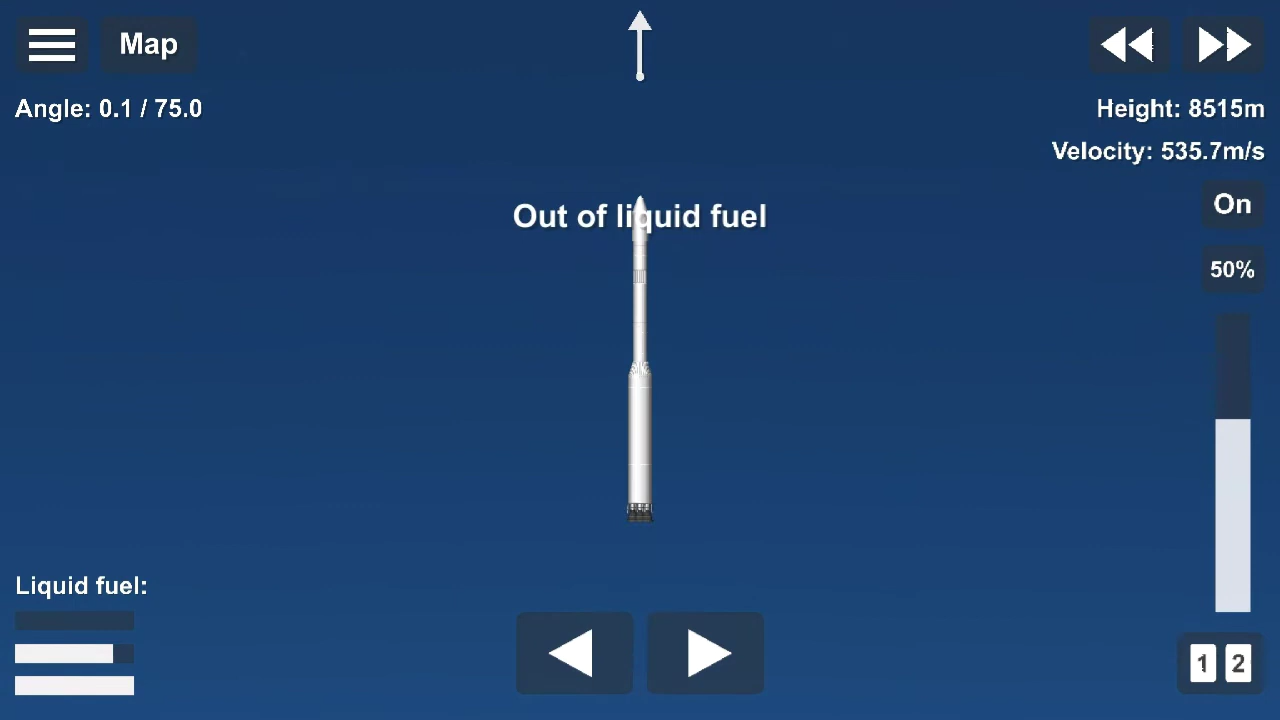 Map
Angle: 0.1 / 75.0
Height: 8515m
Velocity: 535.7m/s
On
Out of liquid fuel
50%
Liquid fuel:
1 2